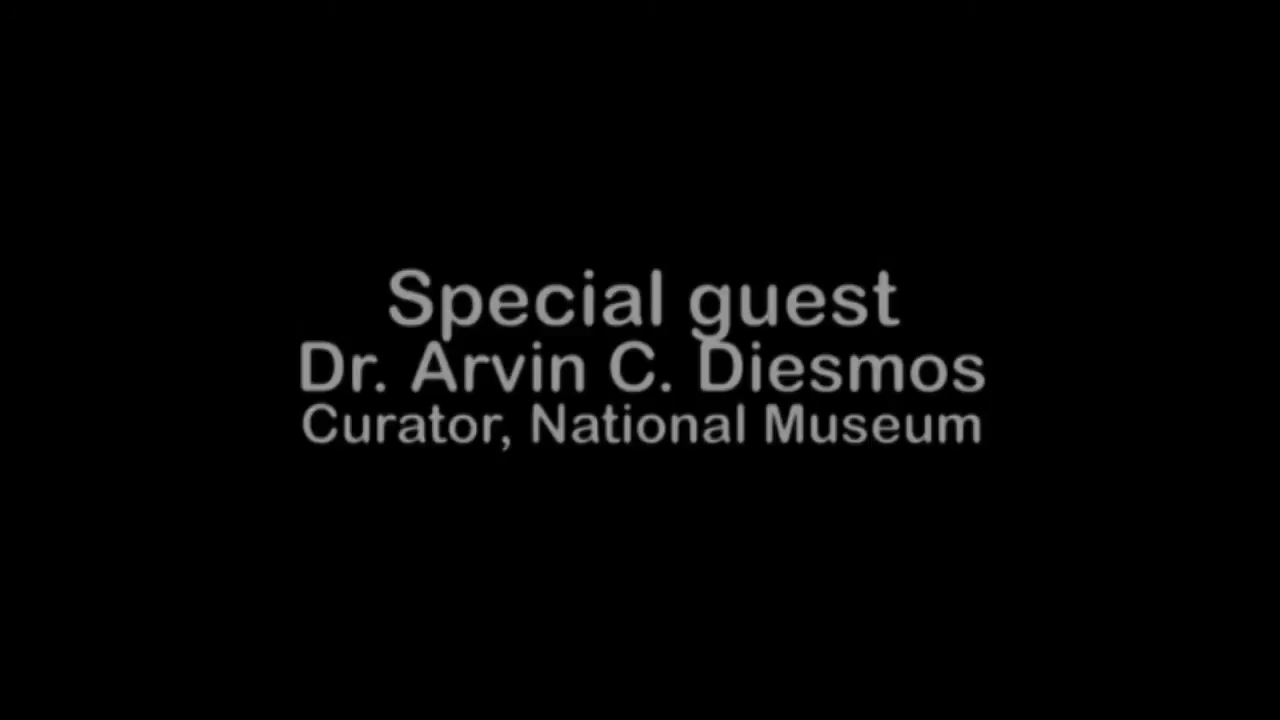 Special guest
Dr. Arvin C. Diesmos
Curator, National Museum